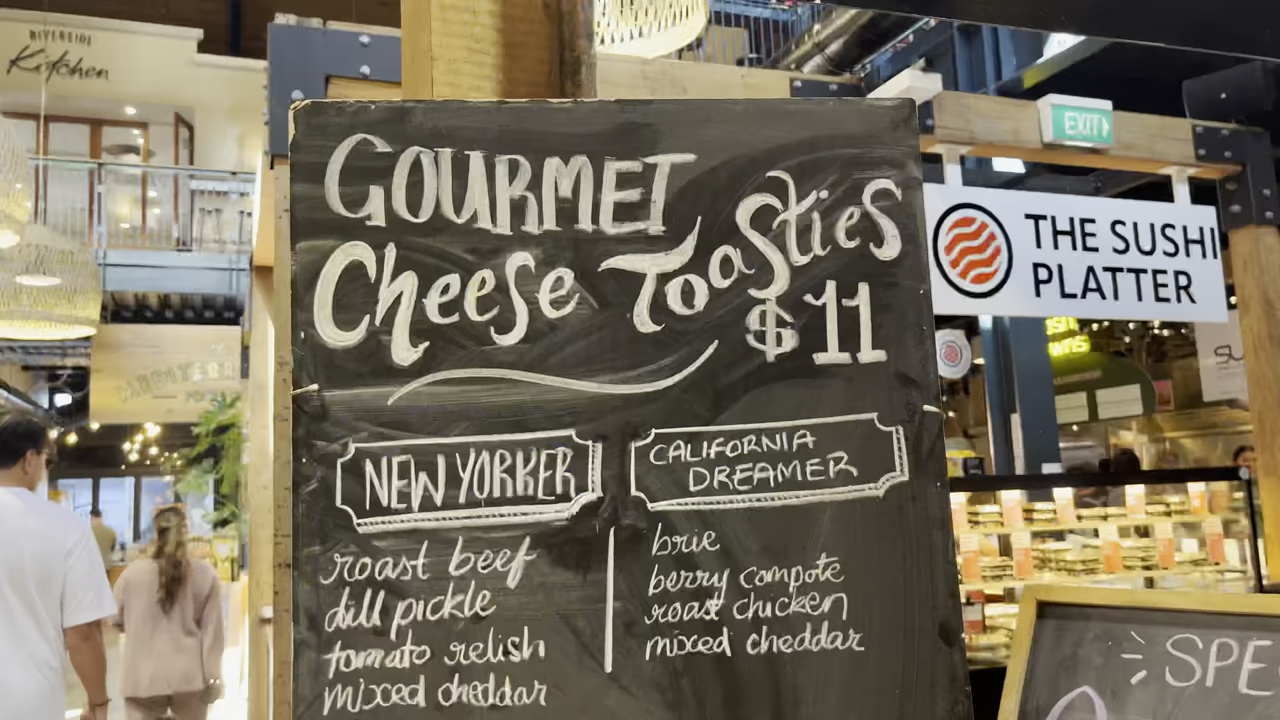 RIVERSIDE
Kitchen
GOURMET
Cheese Toasties
$11
NEW YORKER
roast beef
dill pickle
tomato relish
mixed cheddar
CALIFORNIA
DREAMER
brie
berry compote
roast chicken
mixed cheddar
EXIT
THE SUSHI
PLATTER
SPE